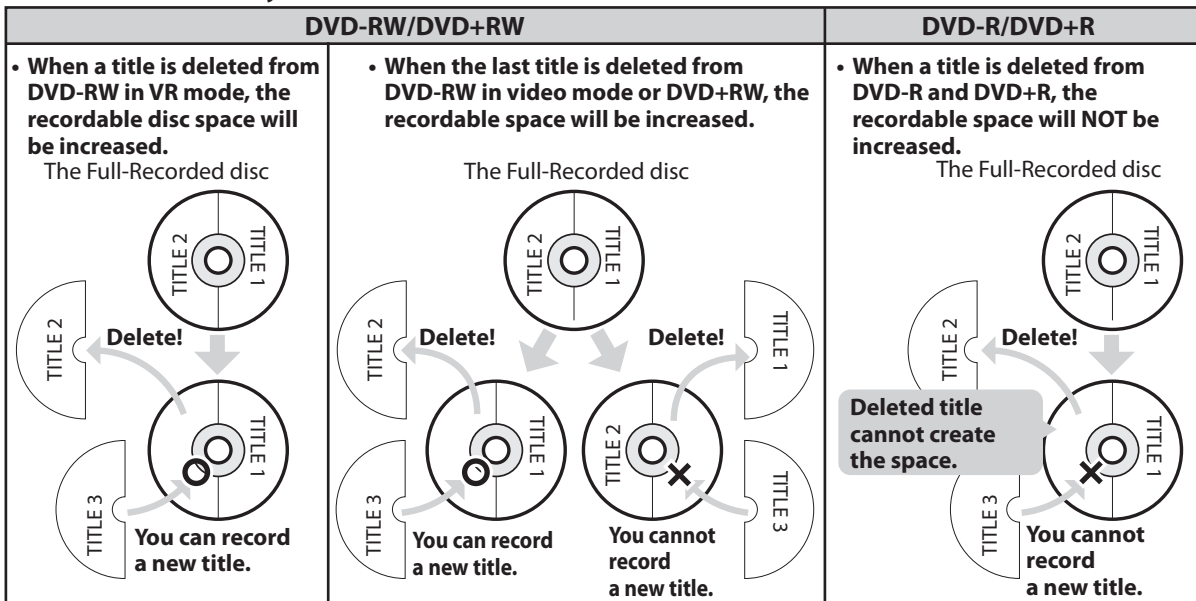 DVD-RW/DVD+RW
DVD-R/DVD+R
• When a title is deleted from
DVD-RW in VR mode, the
recordable disc space will
be increased.
The Full-Recorded disc
TITLE 2
TITLE 1
TITLE 2
Delete!
TITLE 1
TITLE 3
You can record
a new title.
• When the last title is deleted from
DVD-RW in video mode or DVD+RW, the
recordable space will be increased.
The Full-Recorded disc
TITLE 2
TITLE 1
TITLE 2
Delete!
Delete!
TITLE 1
TITLE 1
TITLE 2
TITLE 3
TITLE 3
You can record
a new title.
You cannot
record
a new title.
• When a title is deleted from
DVD-R and DVD+R, the
recordable space will NOT be
increased.
The Full-Recorded disc
TITLE 2
TITLE 1
TITLE 2
Delete!
Deleted title
cannot create
the space.
TITLE 1
TITLE 3
You cannot
record
a new title.